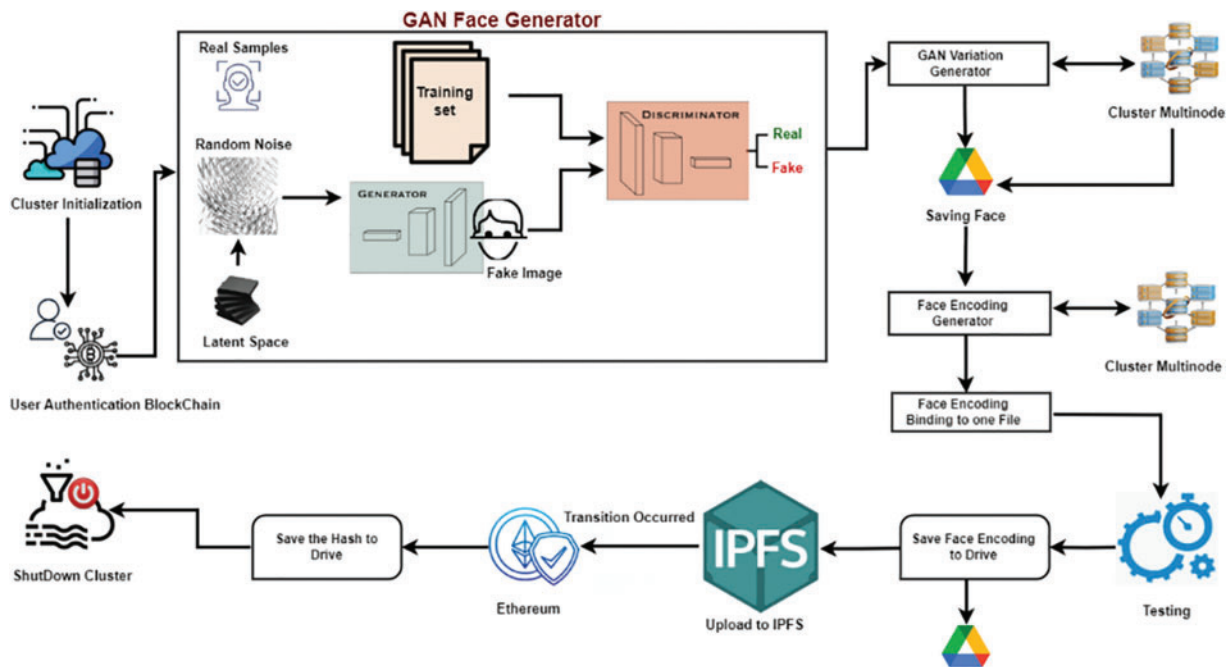 GAN Face Generator
Real Samples
Training
set
Random Noise
GENERATOR
Fake Image
Latent Space
DISCRIMINATOR
Real
Fake
Cluster Initialization
User Authentication BlockChain
GAN Variation
Generator
Cluster Multinode
Saving Face
Face Encoding
Generator
Cluster Multinode
Face Encoding
Binding to one File
Testing
Save Face Encoding
to Drive
IPFS
Upload to IPFS
Transition Occurred
Ethereum
Save the Hash to
Drive
ShutDown Cluster